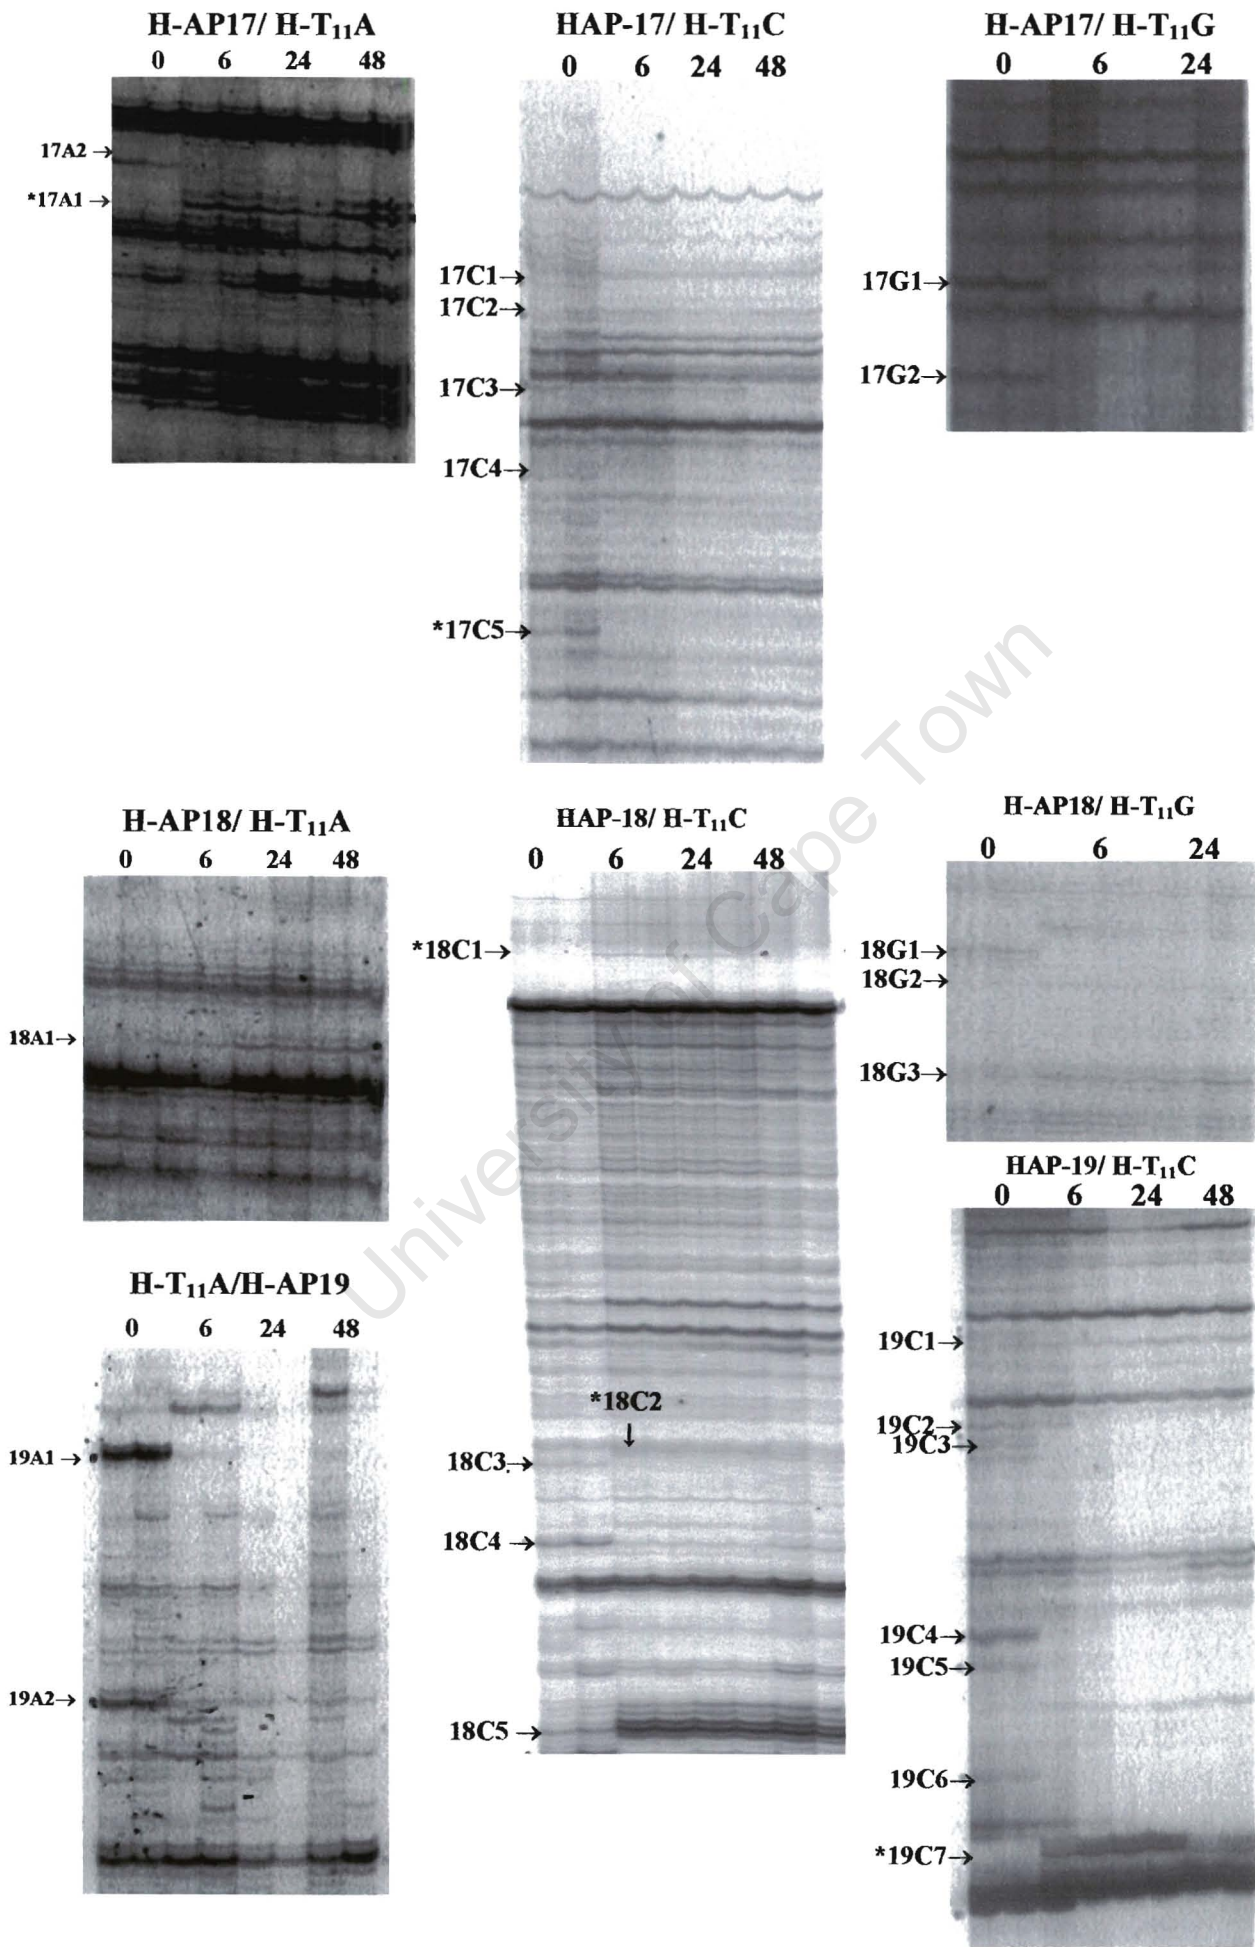 H-AP17/ H-T₁₁A
0 6 24 48
17A2→
*17A1→
HAP-17/ H-T₁₁C
0 6 24 48
17C1→
17C2→
17C3→
17C4→
*17C5→
H-AP17/ H-T₁₁G
0 6 24
17G1→
17G2→
H-AP18/ H-T₁₁A
0 6 24 48
18A1→
HAP-18/ H-T₁₁C
0 6 24 48
*18C1→
*18C2
↓
18C3→
18C4→
18C5→
H-AP18/ H-T₁₁G
0 6 24
18G1→
18G2→
18G3→
H-T₁₁A/H-AP19
0 6 24 48
19A1→
19A2→
HAP-19/ H-T₁₁C
0 6 24 48
19C1→
19C2→
19C3→
19C4→
19C5→
19C6→
*19C7→
University of Cape Town